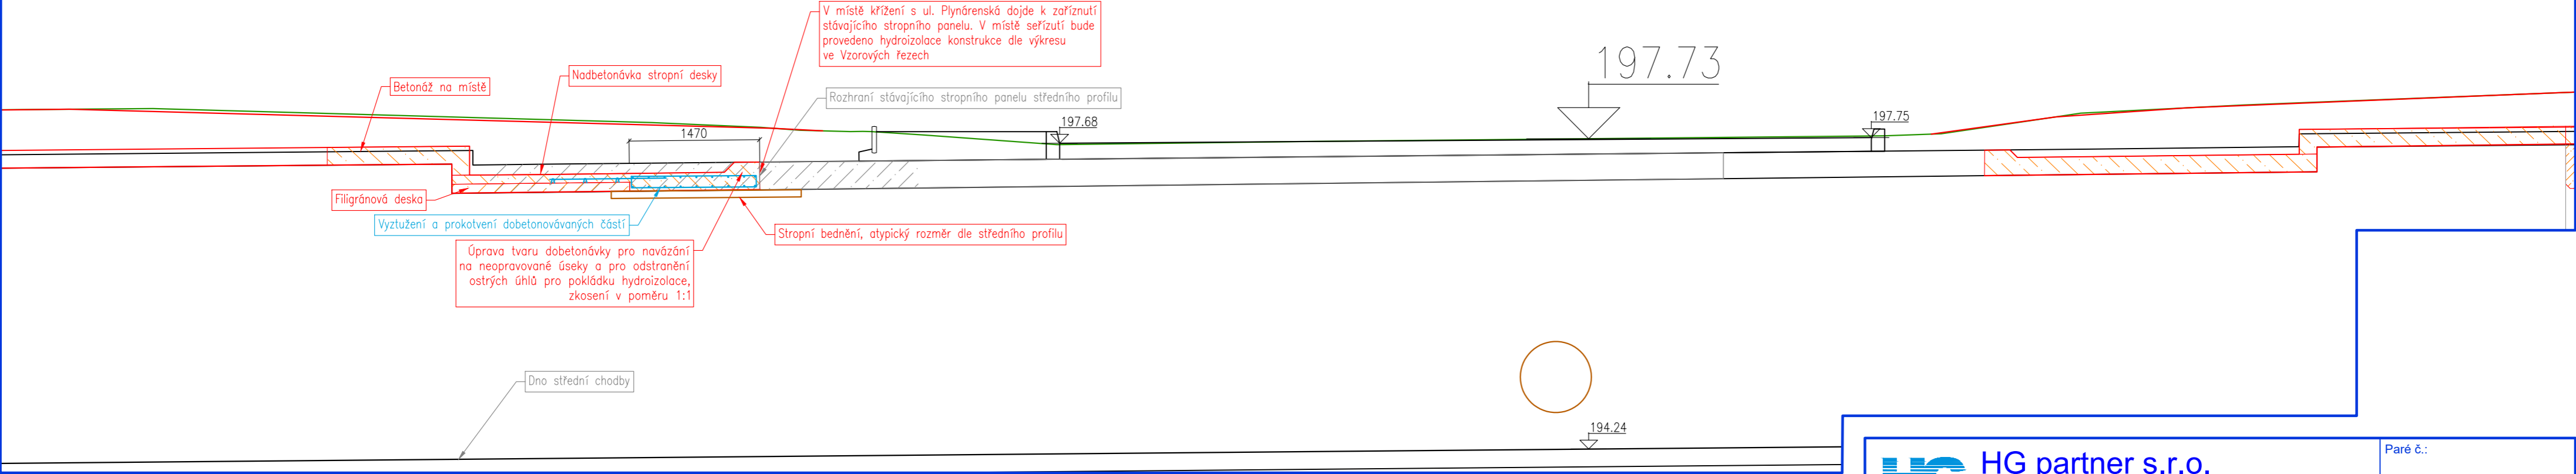 V místě křížení s ul. Plynárenská dojde k zaříznutí
stávajícího stropního panelu. V místě seřízutí bude
provedeno hydroizolace konstrukce dle výkresu
ve Vzorových řezech
197.73
Nadbetonávka stropní desky
Betonáž na místě
Rozhraní stávajícího stropního panelu středního profilu
197.68
197.75
1470
Filigránová deska
Vyztužení a prokotvení dobetonovávaných částí
Stropní bednění, atypický rozměr dle středního profilu
Úprava tvaru dobetonávky pro navázání
na neopravované úseky a pro odstranění
ostrých úhlů pro pokládku hydroizolace,
zkosení v poměru 1:1
Dno střední chodby
194.24
HG partner s.r.o.
Paré č.: